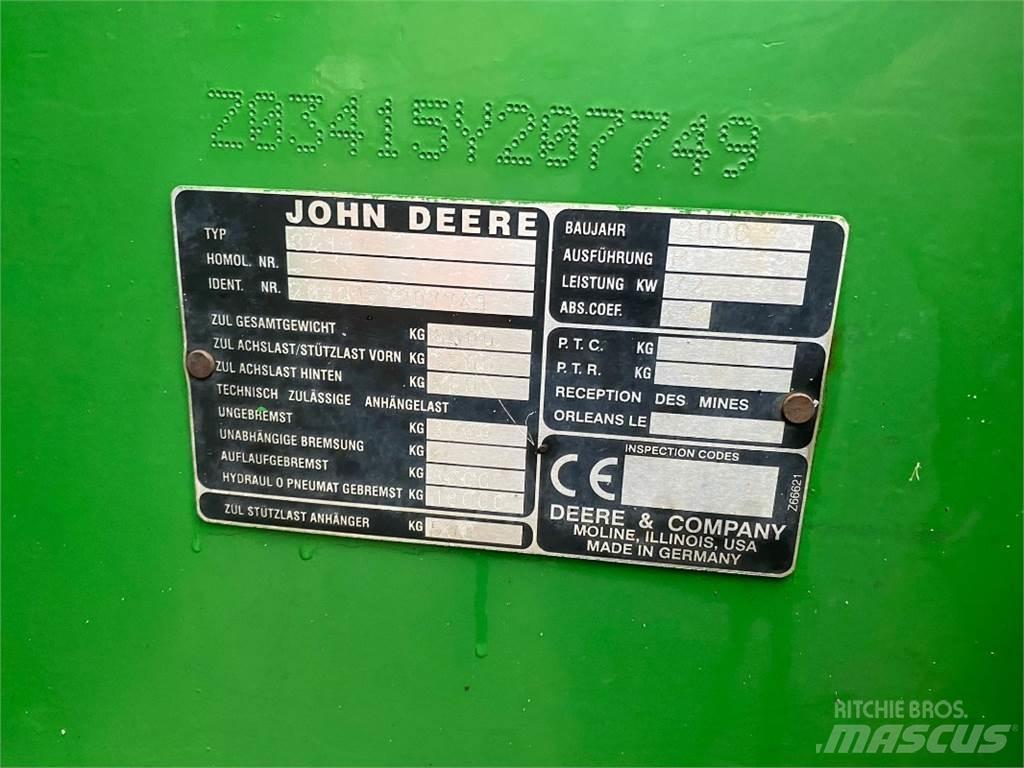 Z03415Y207749
JOHN DEERE
TYP
HOMOL. NR.
IDENT. NR.
ZUL GESAMTGEWICHT KG
ZUL ACHSLAST/STÜTZLAST VORN KG
ZUL ACHSLAST HINTEN KG
TECHNISCH ZULÄSSIGE ANHÄNGELAST
UNGEBREMST KG
UNABHÄNGIGE BREMSUNG KG
AUFLAUFGEBREMST KG
HYDRAUL O PNEUMAT GEBREMST KG
ZUL STÜTZLAST ANHÄNGER KG
BAUJAHR 2000
AUSFÜHRUNG
LEISTUNG KW
ABS.COEF.
P.T.C. KG
P.T.R. KG
RECEPTION DES MINES
ORLEANS LE
INSPECTION CODES
CE
DEERE & COMPANY
MOLINE, ILLINOIS, USA
MADE IN GERMANY
Z66621
RITCHIE BROS.
MASCUS